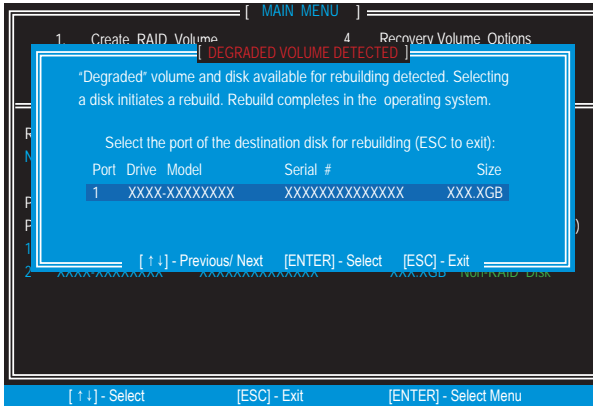 [ MAIN MENU ]
1. Create RAID Volume 4 Recovery Volume Options
[ DEGRADED VOLUME DETECTED ]
"Degraded" volume and disk available for rebuilding detected. Selecting
a disk initiates a rebuild. Rebuild completes in the operating system.
Select the port of the destination disk for rebuilding (ESC to exit):
Port Drive Model Serial # Size
1 XXXX-XXXXXXXX XXXXXXXXXXXXXX XXX.XGB
[ ↑↓] - Previous/ Next [ENTER] - Select [ESC] - Exit
2 XXXX-XXXXXXXX XXXXXXXXXXXXXX XXX.XGB Non-RAID Disk
[ ↑↓] - Select [ESC] - Exit [ENTER] - Select Menu